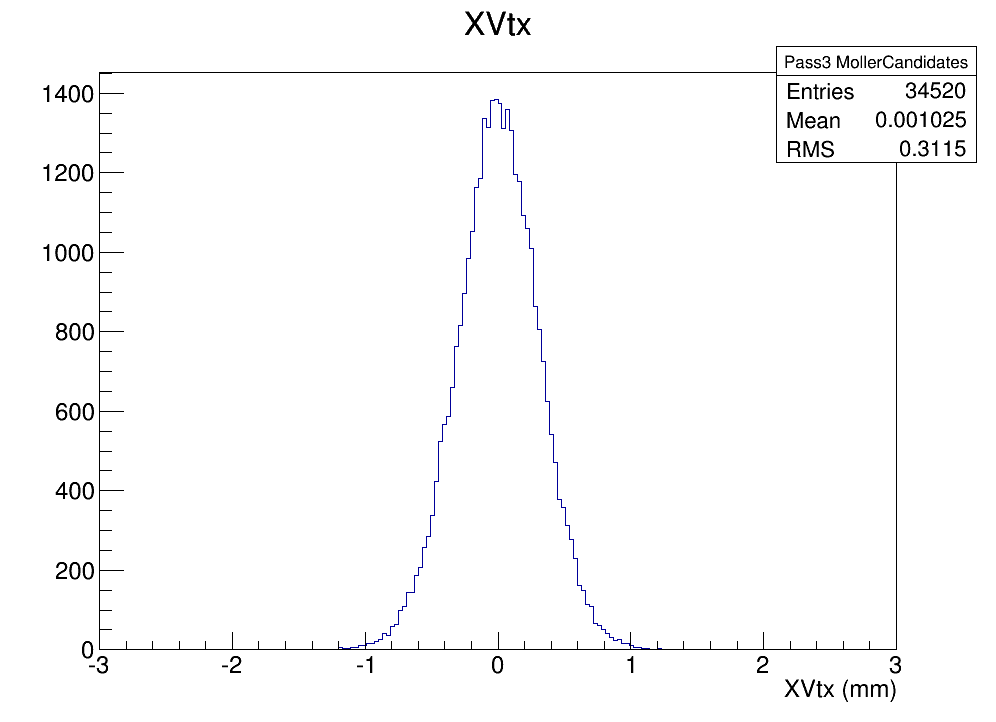 XVtx
Pass3 MollerCandidates
Entries 34520
Mean 0.001025
RMS 0.3115
1400
1200
1000
800
600
400
200
0
-3 -2 -1 0 1 2 3
XVtx (mm)